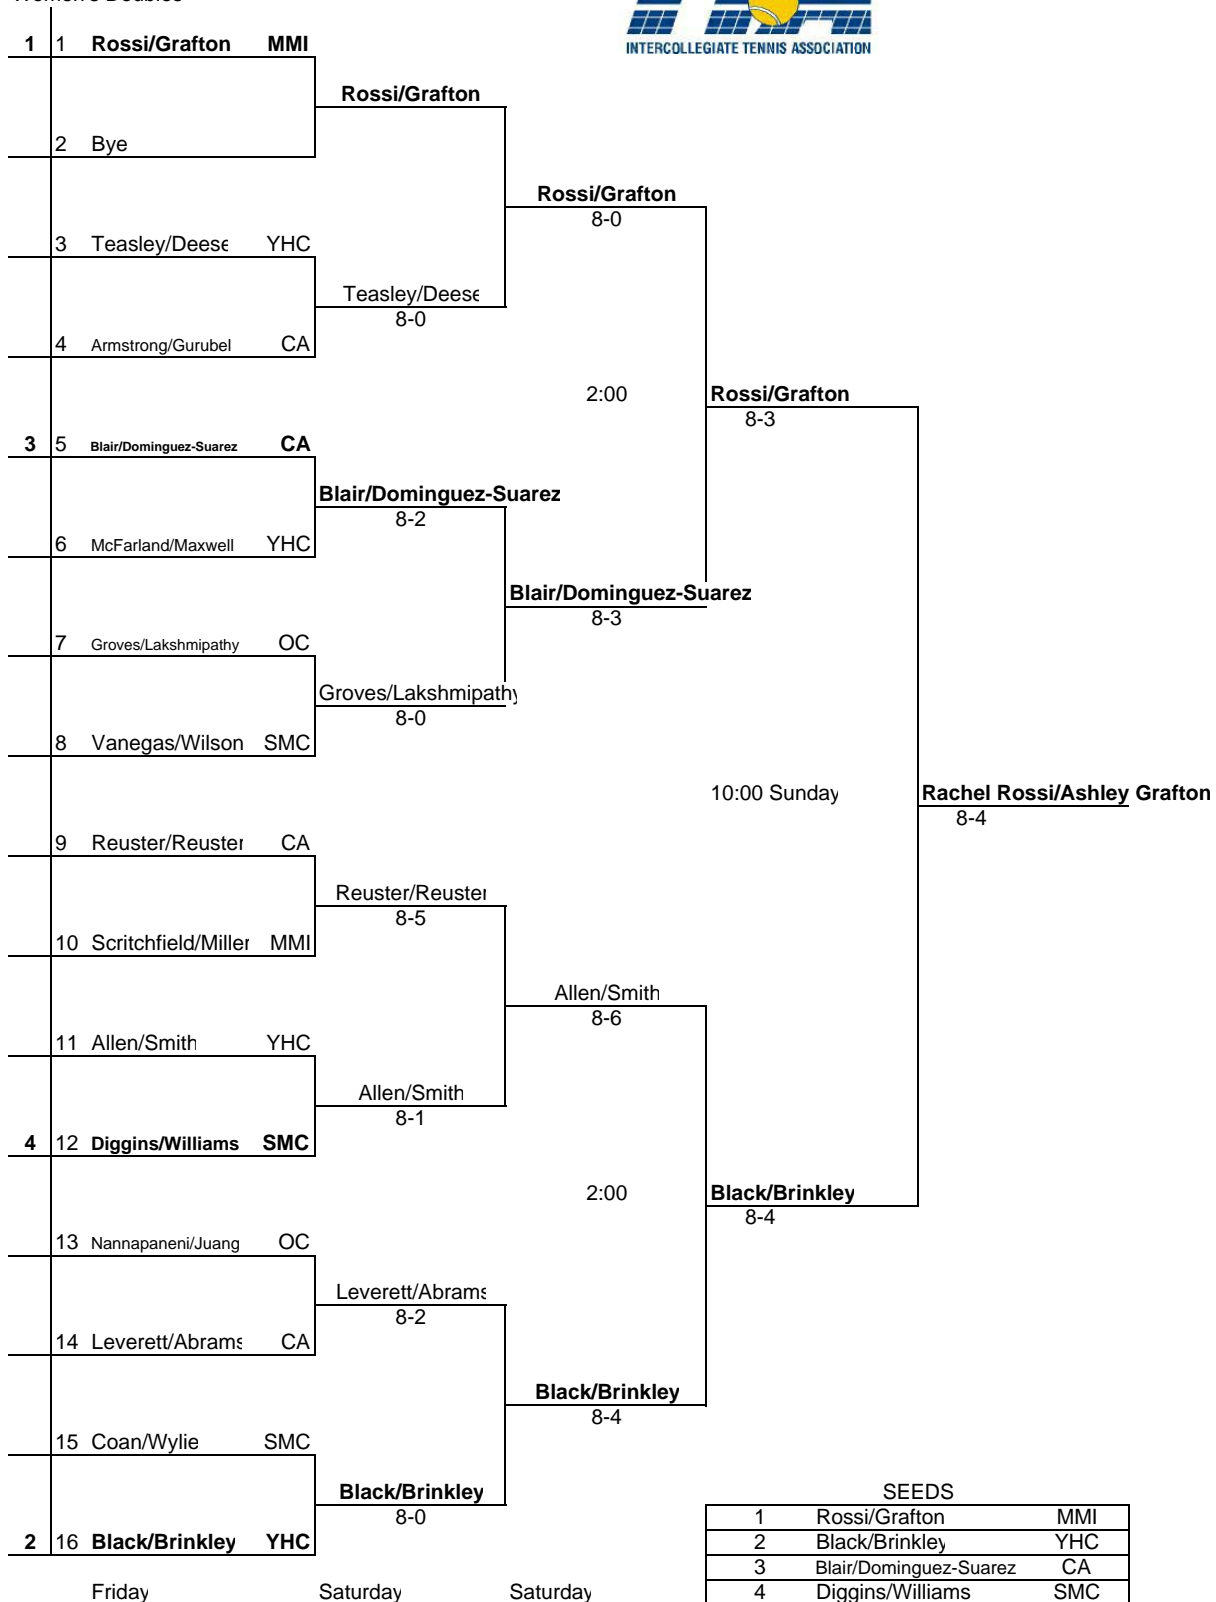 Women's Doubles
INTERCOLLEGIATE TENNIS ASSOCIATION
1 1 Rossi/Grafton MMI
Rossi/Grafton
2 Bye
Rossi/Grafton
8-0
3 Teasley/Deese YHC
Teasley/Deese
8-0
4 Armstrong/Gurubel CA
2:00 Rossi/Grafton
8-3
3 5 Blair/Dominguez-Suarez CA
Blair/Dominguez-Suarez
8-2
6 McFarland/Maxwell YHC
Blair/Dominguez-Suarez
8-3
7 Groves/Lakshmipathy OC
Groves/Lakshmipathy
8-0
8 Vanegas/Wilson SMC
10:00 Sunday Rachel Rossi/Ashley Grafton
8-4
9 Reuster/Reuster CA
Reuster/Reuster
8-5
10 Scritchfield/Miller MMI
Allen/Smith
8-6
11 Allen/Smith YHC
Allen/Smith
8-1
4 12 Diggins/Williams SMC
2:00 Black/Brinkley
8-4
13 Nannapaneni/Juang OC
Leverett/Abrams
8-2
14 Leverett/Abrams CA
Black/Brinkley
8-4
15 Coan/Wylie SMC
Black/Brinkley
8-0
2 16 Black/Brinkley YHC
SEEDS
1 Rossi/Grafton MMI
2 Black/Brinkley YHC
3 Blair/Dominguez-Suarez CA
4 Diggins/Williams SMC
Friday Saturday Saturday